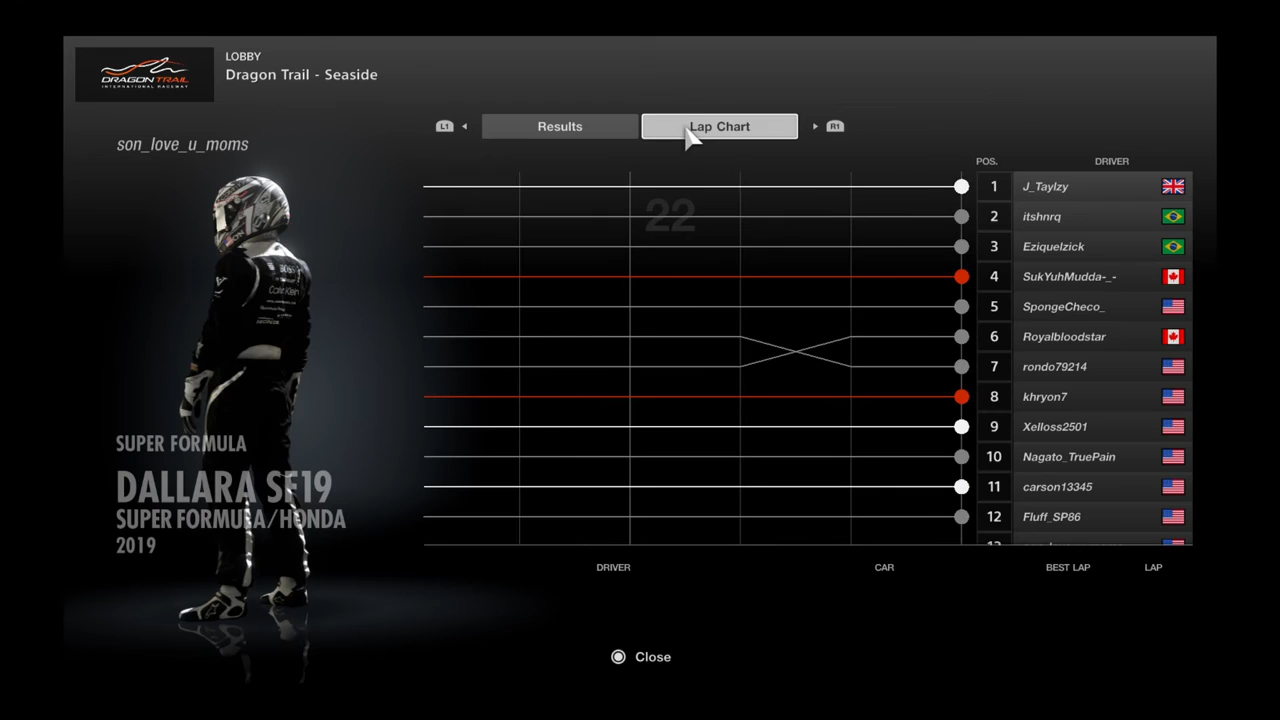 DRAGON TRAIL
INTERNATIONAL RACEWAY
LOBBY
Dragon Trail - Seaside
L1 Results Lap Chart R1
son_love_u_moms
POS. DRIVER
1 J_Taylzy
2 itshnrq
3 Eziquelzick
4 SukYuhMudda-_-
5 SpongeCheco_
6 Royalbloodstar
7 rondo79214
8 khryon7
9 Xelloss2501
10 Nagato_TruePain
11 carson13345
12 Fluff_SP86
22
SUPER FORMULA
DALLARA SF19
SUPER FORMULA/HONDA
2019
DRIVER CAR BEST LAP LAP
Close